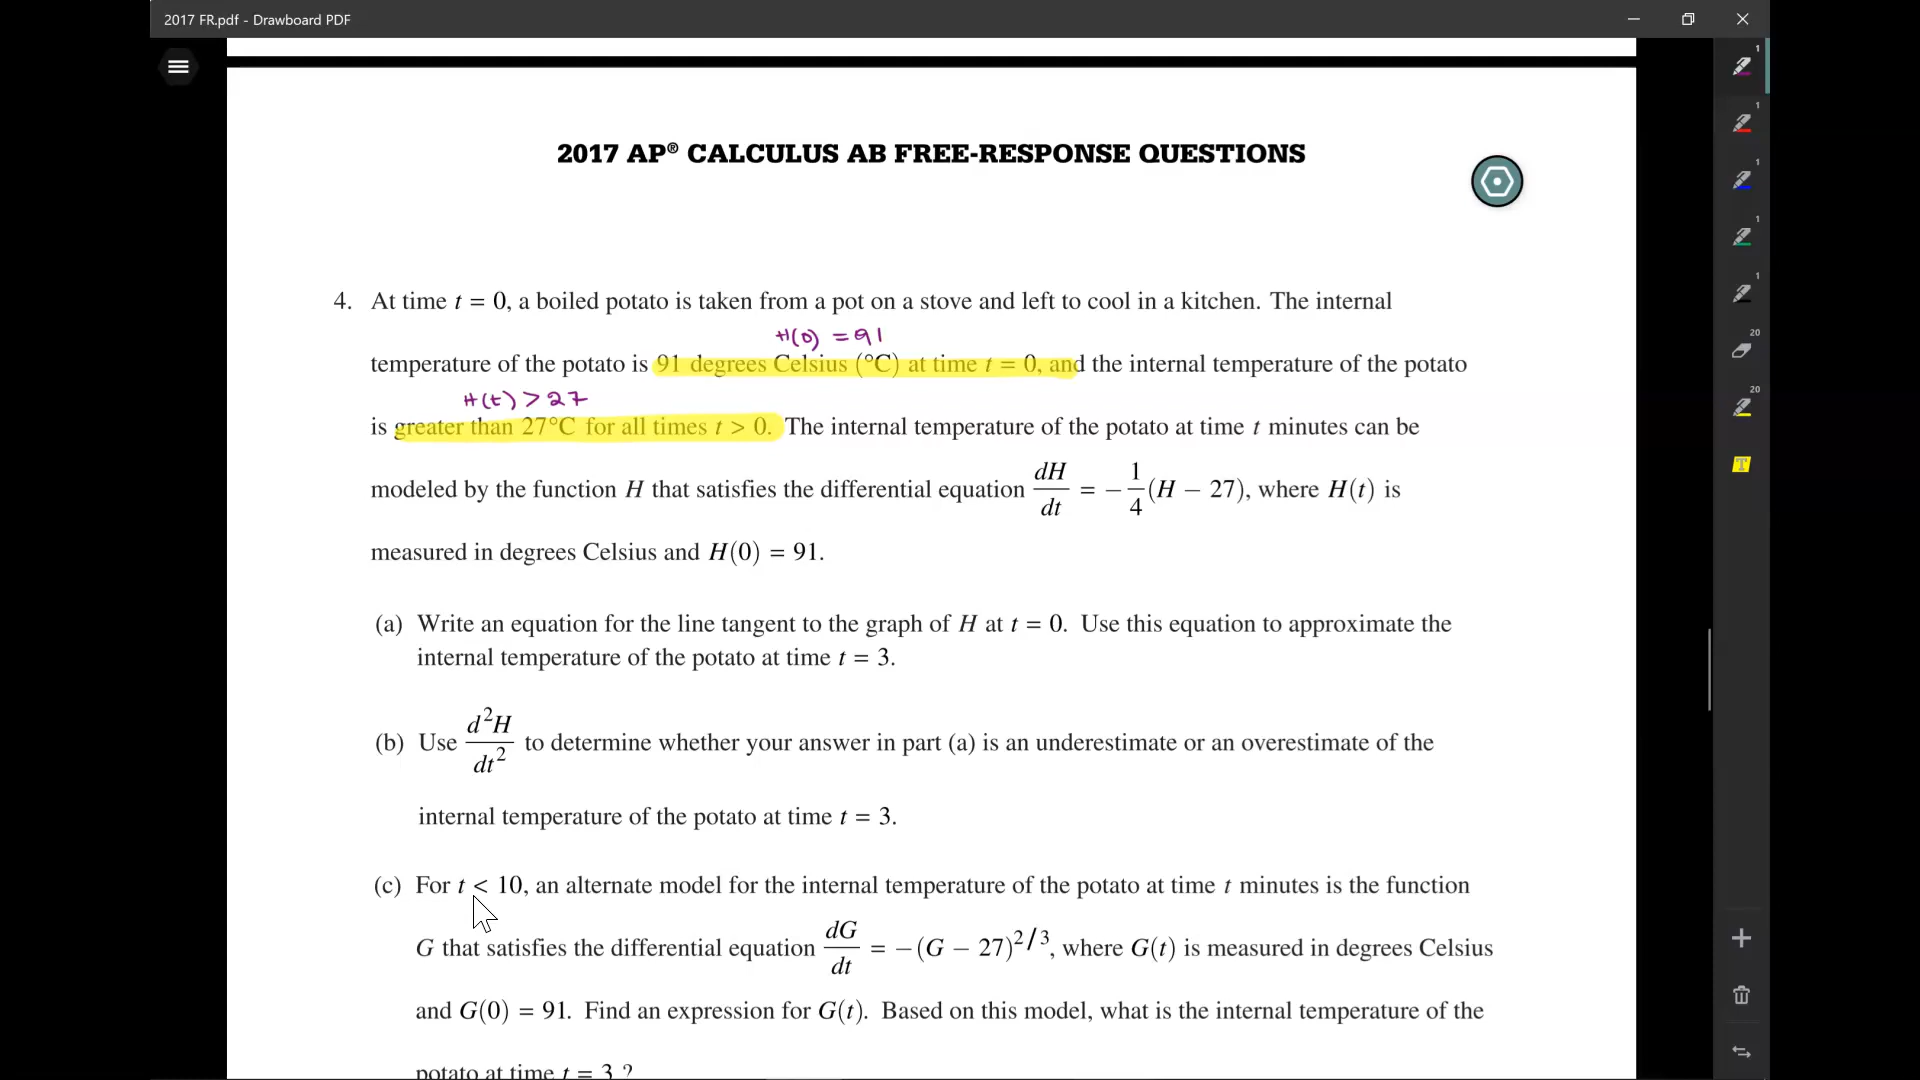 2017 FR.pdf - Drawboard PDF
2017 AP® CALCULUS AB FREE-RESPONSE QUESTIONS
4. At time t = 0, a boiled potato is taken from a pot on a stove and left to cool in a kitchen. The internal
H(0) = 91
temperature of the potato is 91 degrees Celsius (°C) at time t = 0, and the internal temperature of the potato
H(t) > 27
is greater than 27°C for all times t > 0. The internal temperature of the potato at time t minutes can be
modeled by the function H that satisfies the differential equation dH/dt = −1/4(H − 27), where H(t) is
measured in degrees Celsius and H(0) = 91.
(a) Write an equation for the line tangent to the graph of H at t = 0. Use this equation to approximate the
internal temperature of the potato at time t = 3.
(b) Use d²H/dt² to determine whether your answer in part (a) is an underestimate or an overestimate of the
internal temperature of the potato at time t = 3.
(c) For t < 10, an alternate model for the internal temperature of the potato at time t minutes is the function
G that satisfies the differential equation dG/dt = −(G − 27)^2/3, where G(t) is measured in degrees Celsius
and G(0) = 91. Find an expression for G(t). Based on this model, what is the internal temperature of the
potato at time t = 3 ?
1
1
1
1
1
20
20
T